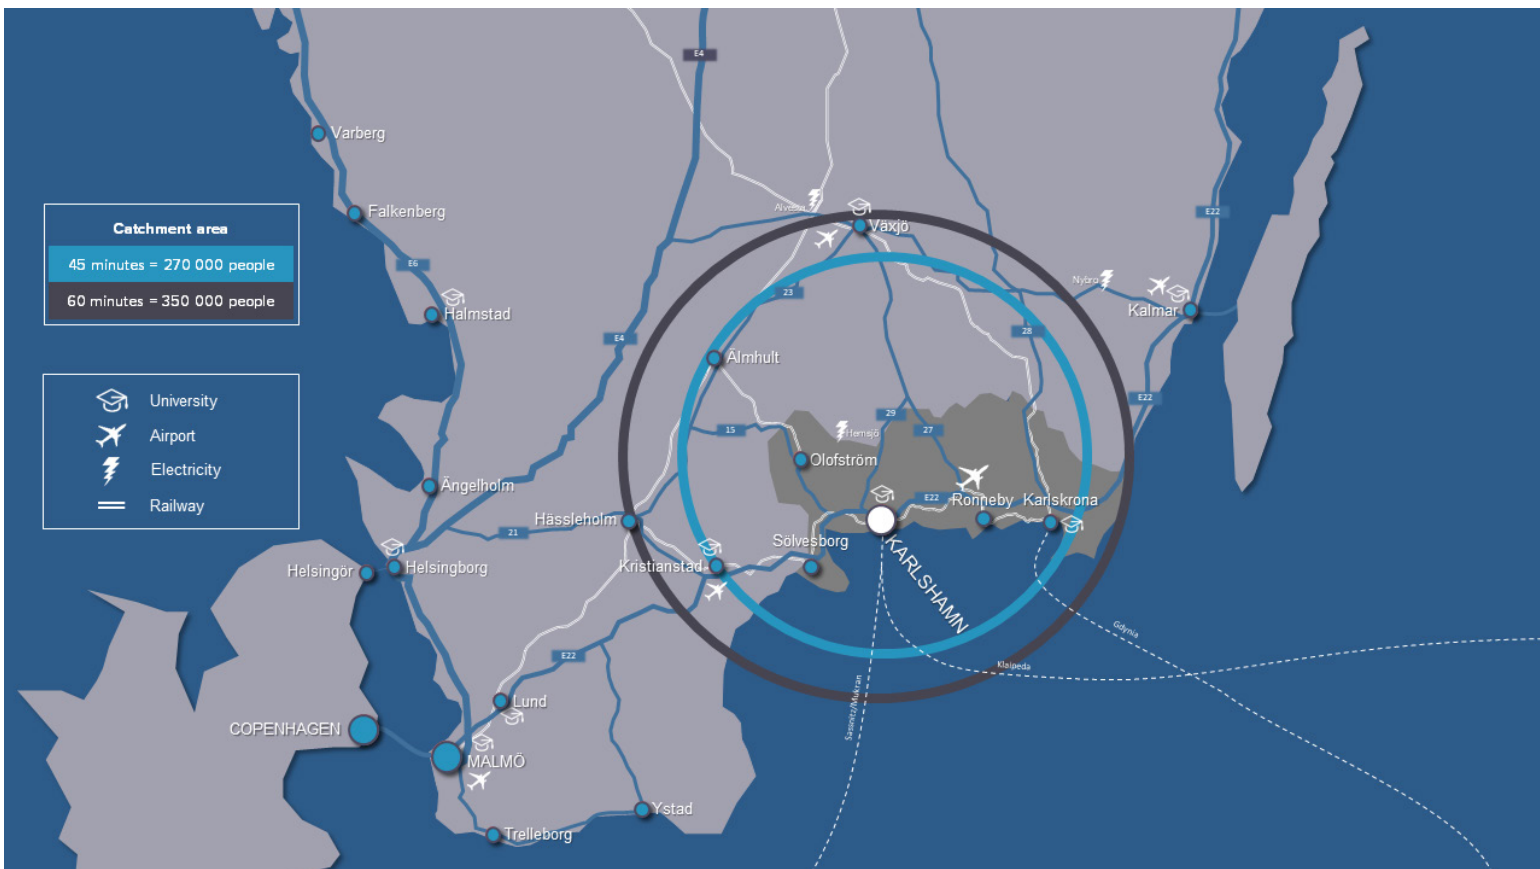 E4
Varberg
Alvesta
Växjö
Falkenberg
E22
Catchment area
45 minutes = 270 000 people
60 minutes = 350 000 people
E6
Nybro
23
Halmstad
Kalmar
28
E4
Älmhult
E22
University
Airport
Electricity
Railway
29
15
27
Hemsjö
Olofström
Ängelholm
E22
Ronneby
Karlskrona
Hässleholm
21
Sölvesborg
KARLSHAMN
Kristianstad
Helsingör
Helsingborg
Gdynia
E22
Klaipeda
Sassnitz/Mukran
Lund
COPENHAGEN
MALMÖ
Ystad
Trelleborg